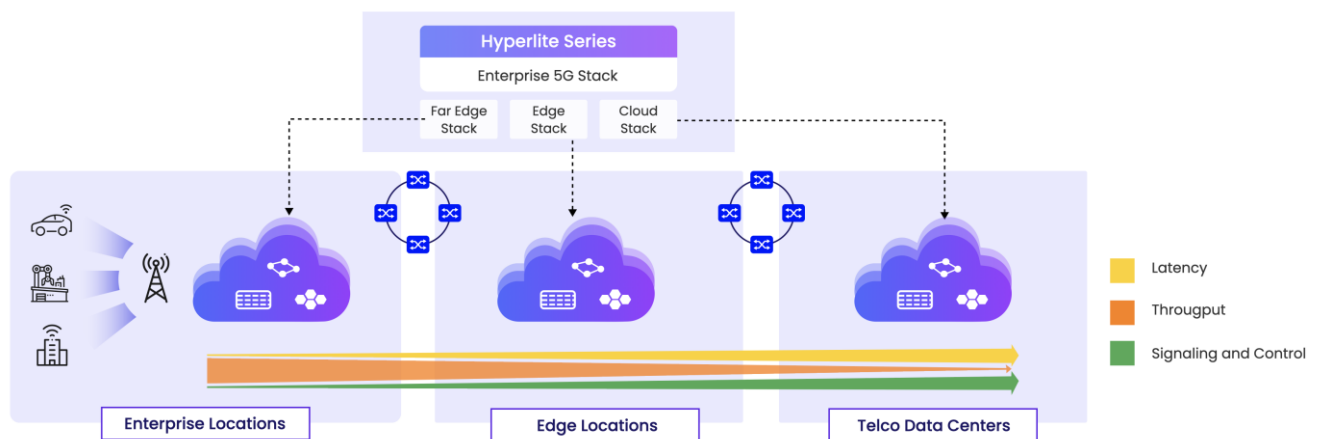 Hyperlite Series
Enterprise 5G Stack
Far Edge
Stack
Edge
Stack
Cloud
Stack
Latency
Througput
Signaling and Control
Enterprise Locations
Edge Locations
Telco Data Centers